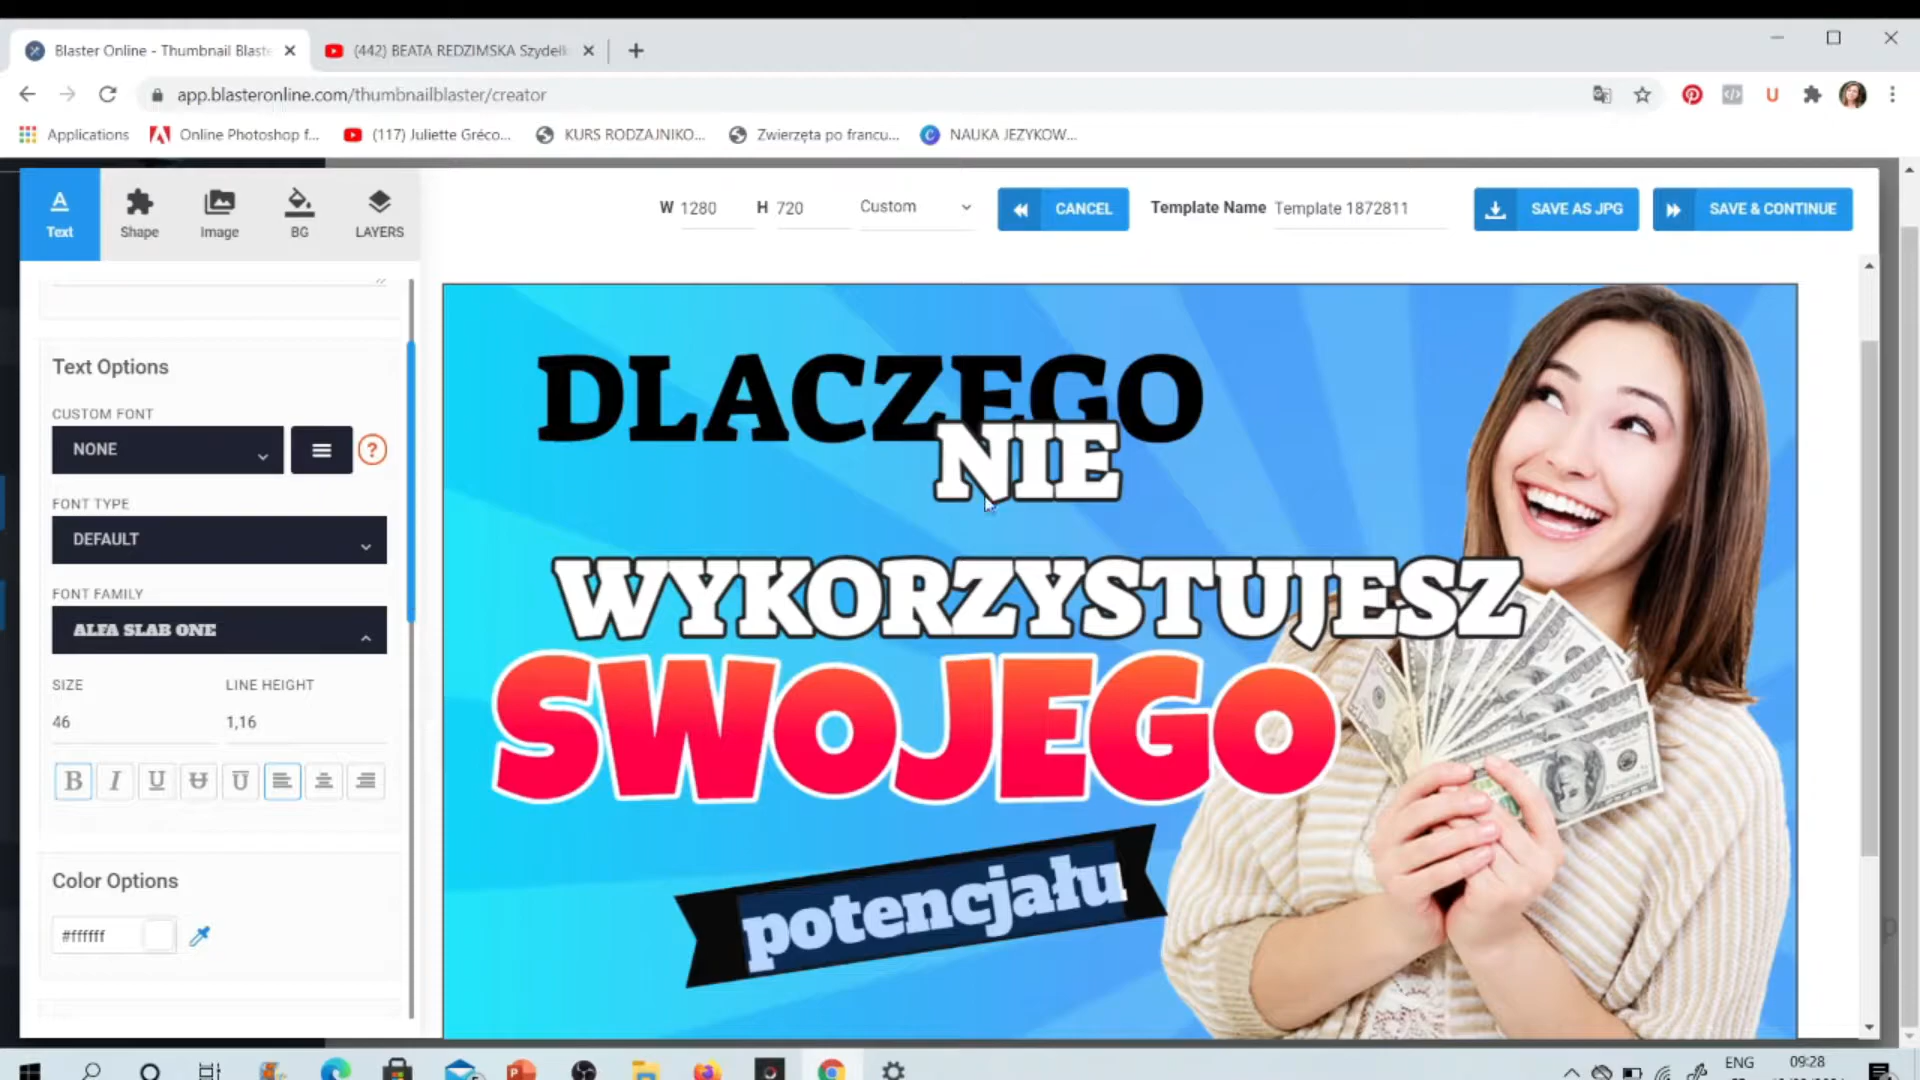 Blaster Online - Thumbnail Blaste
(442) BEATA REDZIMSKA Szydełk
app.blasteronline.com/thumbnailblaster/creator
Applications
Online Photoshop f...
(117) Juliette Gréco...
KURS RODZAJNIKO...
Zwierzęta po francu...
NAUKA JEZYKOW...
Text
Shape
Image
BG
LAYERS
W 1280
H 720
Custom
CANCEL
Template Name Template 1872811
SAVE AS JPG
SAVE & CONTINUE
Text Options
CUSTOM FONT
NONE
?
FONT TYPE
DEFAULT
FONT FAMILY
ALFA SLAB ONE
SIZE
LINE HEIGHT
46
1,16
B I U
Color Options
#ffffff
DLACZEGO
NIE
WYKORZYSTUJESZ
SWOJEGO
potencjału
ENG
09:28